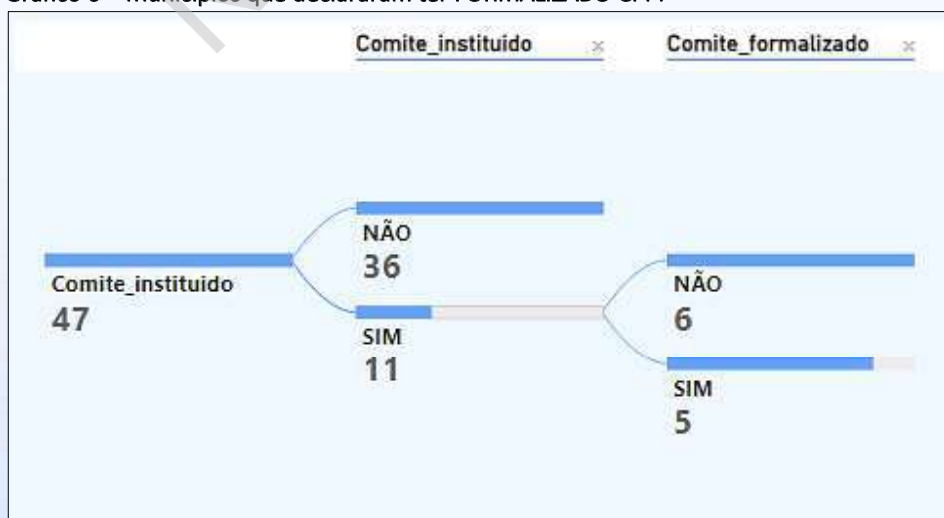 Comite_instituido ×
Comite_formalizado ×
NÃO
36
Comite_instituido
47
SIM
11
NÃO
6
SIM
5